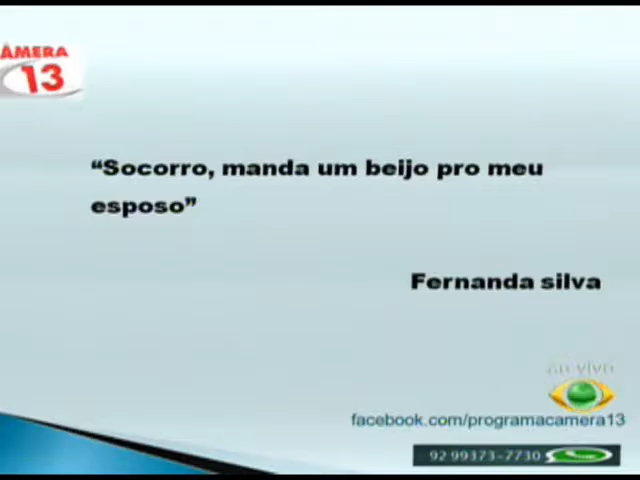 ÂMERA
13
“Socorro, manda um beijo pro meu
esposo”
Fernanda silva
ao vivo
facebook.com/programacamera13
92 99373-7730